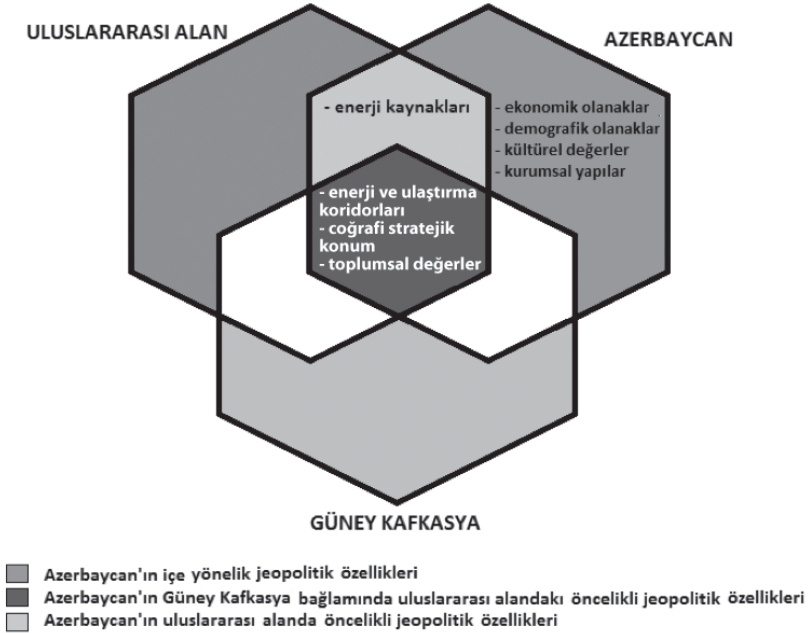 ULUSLARARASI ALAN
AZERBAYCAN
- enerji kaynakları
- ekonomik olanaklar
- demografik olanaklar
- kültürel değerler
- kurumsal yapılar
- enerji ve ulaştırma
koridorları
- coğrafi stratejik
konum
- toplumsal değerler
GÜNEY KAFKASYA
Azerbaycan'ın içe yönelik jeopolitik özellikleri
Azerbaycan'ın Güney Kafkasya bağlamında uluslararası alandakı öncelikli jeopolitik özellikleri
Azerbaycan'ın uluslararası alanda öncelikli jeopolitik özellikleri